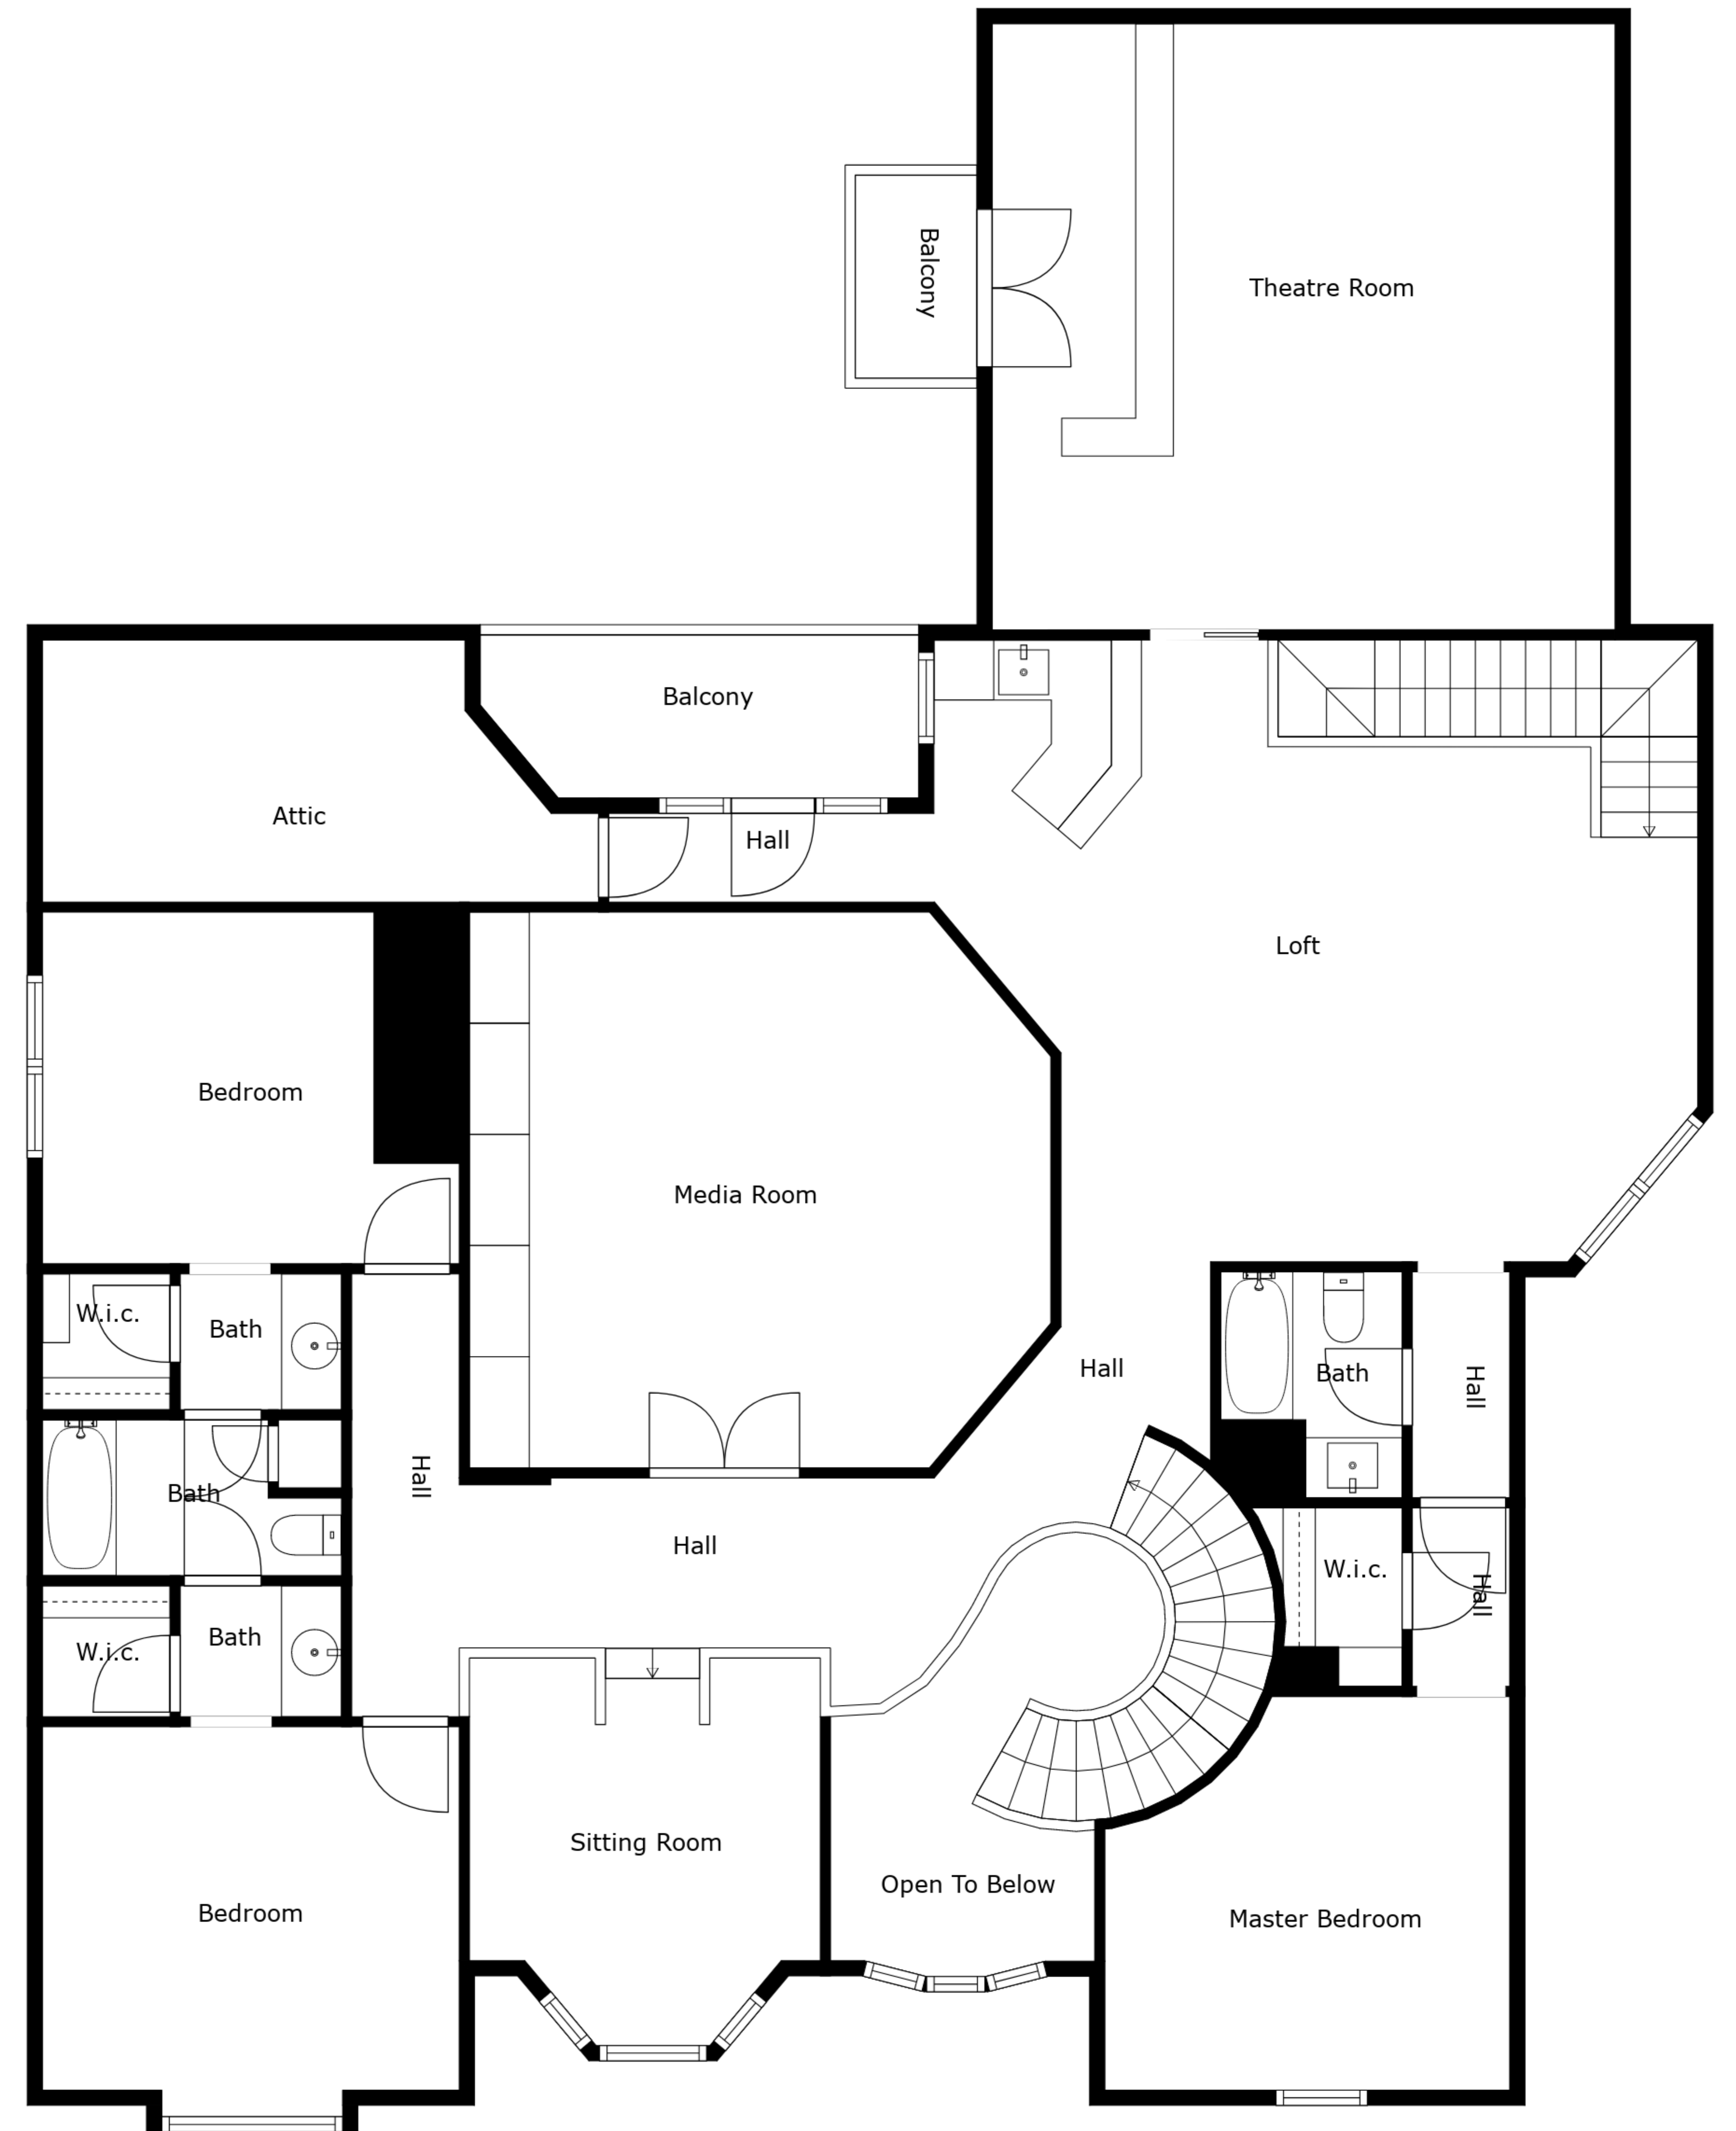 Balcony
Theatre Room
Balcony
Attic
Hall
Loft
Bedroom
Media Room
W.i.c.
Bath
Hall
Bath
Hall
Hall
Bath
Hall
W.i.c.
Hall
Bath
W.i.c.
Sitting Room
Open To Below
Bedroom
Master Bedroom